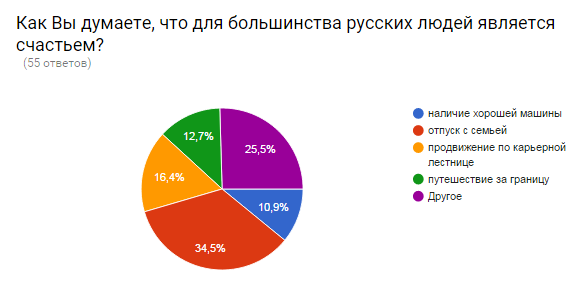 Как Вы думаете, что для большинства русских людей является
счастьем?
(55 ответов)
12,7%
25,5%
16,4%
10,9%
34,5%
наличие хорошей машины
отпуск с семьей
продвижение по карьерной
лестнице
путешествие за границу
Другое